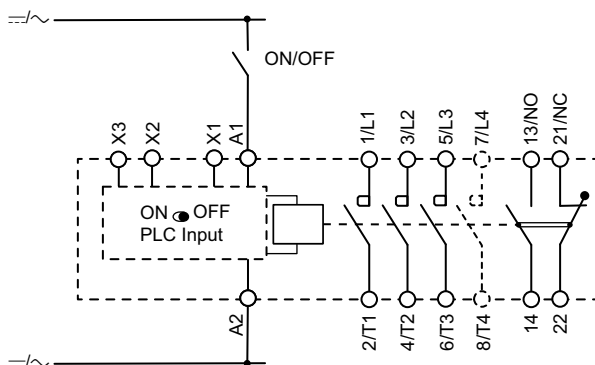 ON/OFF
X3
X2
X1
A1
1/L1
3/L2
5/L3
7/L4
13/NO
21/NC
ON OFF
PLC Input
A2
2/T1
4/T2
6/T3
8/T4
14
22